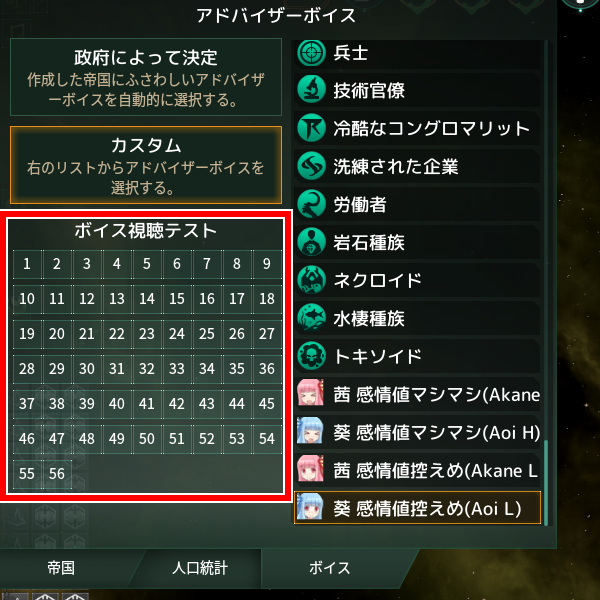 アドバイザーボイス
政府によって決定
作成した帝国にふさわしいアドバイザ
ーボイスを自動的に選択する。
カスタム
右のリストからアドバイザーボイスを
選択する。
ボイス視聴テスト
1 2 3 4 5 6 7 8 9
10 11 12 13 14 15 16 17 18
19 20 21 22 23 24 25 26 27
28 29 30 31 32 33 34 35 36
37 38 39 40 41 42 43 44 45
46 47 48 49 50 51 52 53 54
55 56
兵士
技術官僚
冷酷なコングロマリット
洗練された企業
労働者
岩石種族
ネクロイド
水棲種族
トキソイド
茜 感情値マシマシ(Akane
葵 感情値マシマシ(Aoi H)
茜 感情値控えめ(Akane L
葵 感情値控えめ(Aoi L)
帝国 人口統計 ボイス